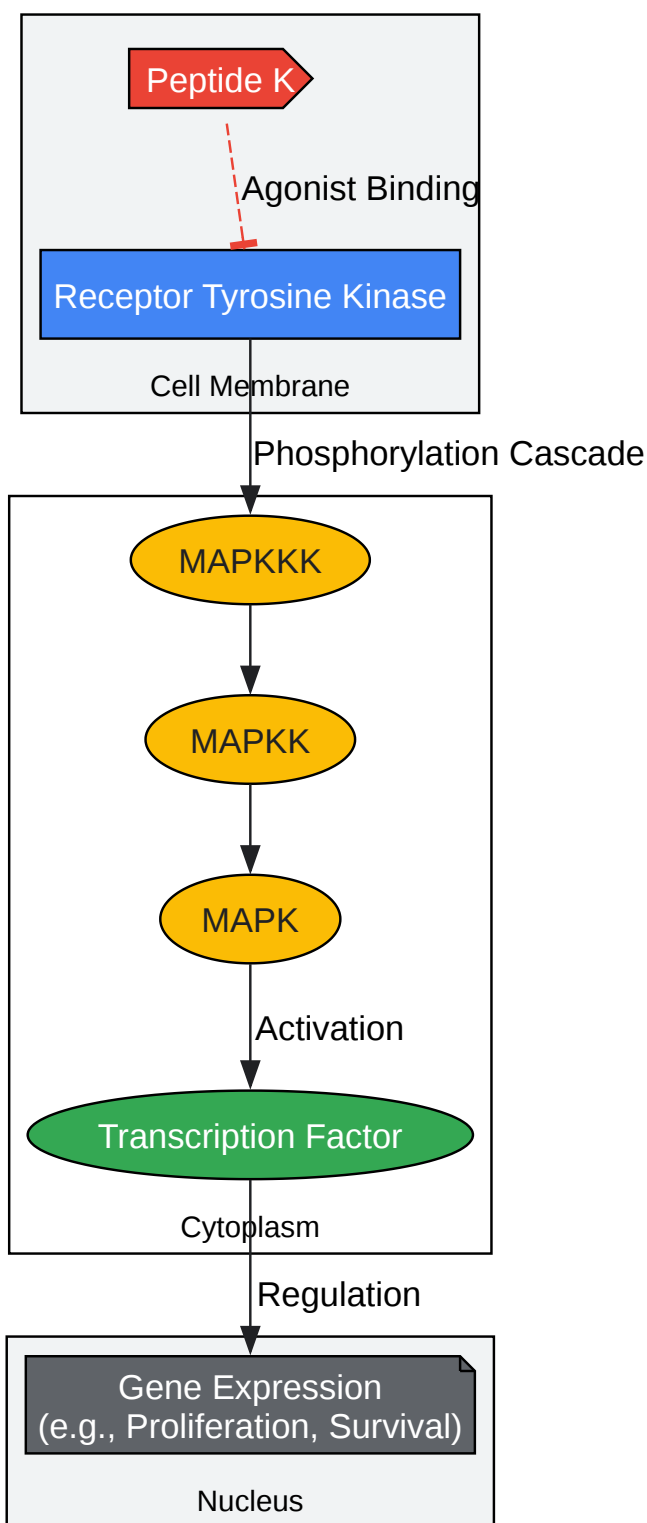 Peptide K
Agonist Binding
Receptor Tyrosine Kinase
Cell Membrane
Phosphorylation Cascade
MAPKKK
MAPKK
MAPK
Activation
Transcription Factor
Cytoplasm
Regulation
Gene Expression
(e.g., Proliferation, Survival)
Nucleus